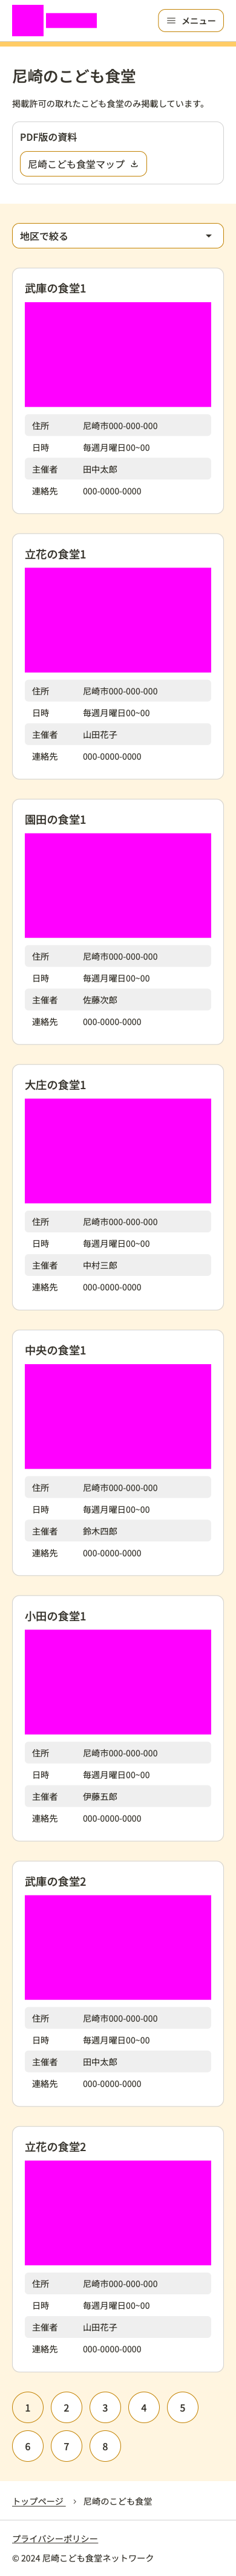 メニュー
尼崎のこども食堂
掲載許可の取れたこども食堂のみ掲載しています。
PDF版の資料
尼崎こども食堂マップ
地区で絞る
武庫の食堂1
住所 尼崎市000-000-000
日時 毎週月曜日00~00
主催者 田中太郎
連絡先 000-0000-0000
立花の食堂1
住所 尼崎市000-000-000
日時 毎週月曜日00~00
主催者 山田花子
連絡先 000-0000-0000
園田の食堂1
住所 尼崎市000-000-000
日時 毎週月曜日00~00
主催者 佐藤次郎
連絡先 000-0000-0000
大庄の食堂1
住所 尼崎市000-000-000
日時 毎週月曜日00~00
主催者 中村三郎
連絡先 000-0000-0000
中央の食堂1
住所 尼崎市000-000-000
日時 毎週月曜日00~00
主催者 鈴木四郎
連絡先 000-0000-0000
小田の食堂1
住所 尼崎市000-000-000
日時 毎週月曜日00~00
主催者 伊藤五郎
連絡先 000-0000-0000
武庫の食堂2
住所 尼崎市000-000-000
日時 毎週月曜日00~00
主催者 田中太郎
連絡先 000-0000-0000
立花の食堂2
住所 尼崎市000-000-000
日時 毎週月曜日00~00
主催者 山田花子
連絡先 000-0000-0000
1 2 3 4 5
6 7 8
トップページ › 尼崎のこども食堂
プライバシーポリシー
© 2024 尼崎こども食堂ネットワーク